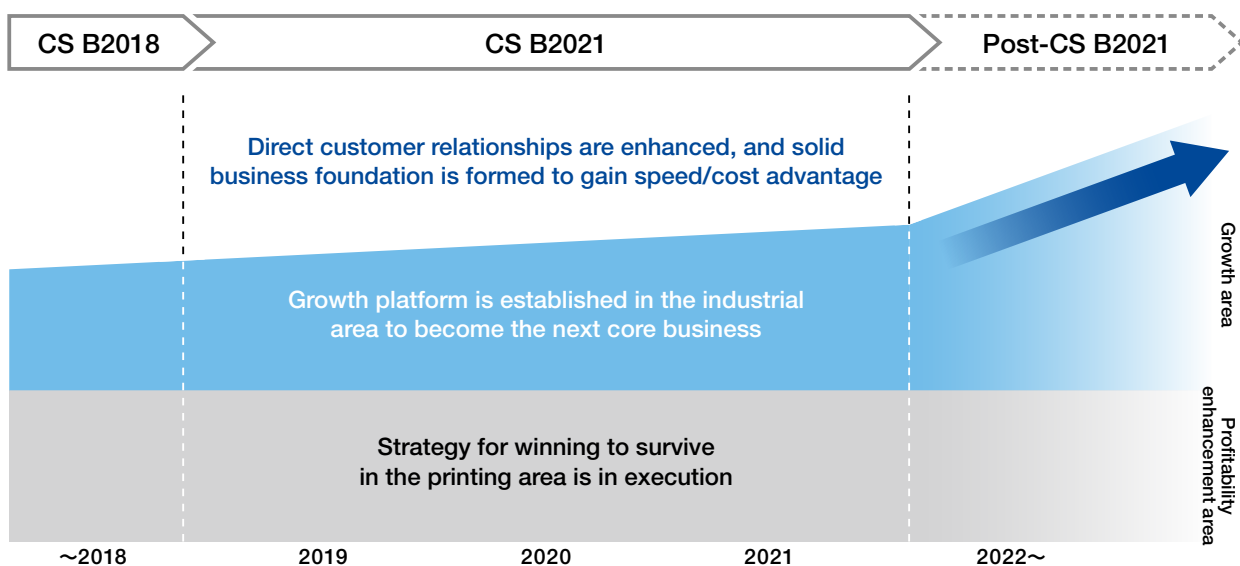 CS B2018
CS B2021
Post-CS B2021
Direct customer relationships are enhanced, and solid
business foundation is formed to gain speed/cost advantage
Growth platform is established in the industrial
area to become the next core business
Growth area
Strategy for winning to survive
in the printing area is in execution
Profitability
enhancement area
～2018
2019
2020
2021
2022～